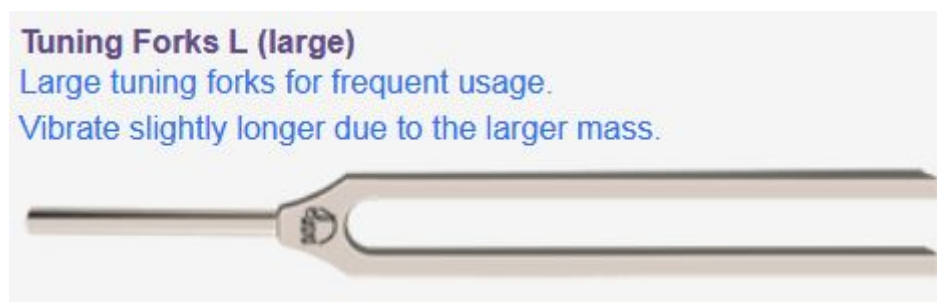 Tuning Forks L (large)
Large tuning forks for frequent usage.
Vibrate slightly longer due to the larger mass.